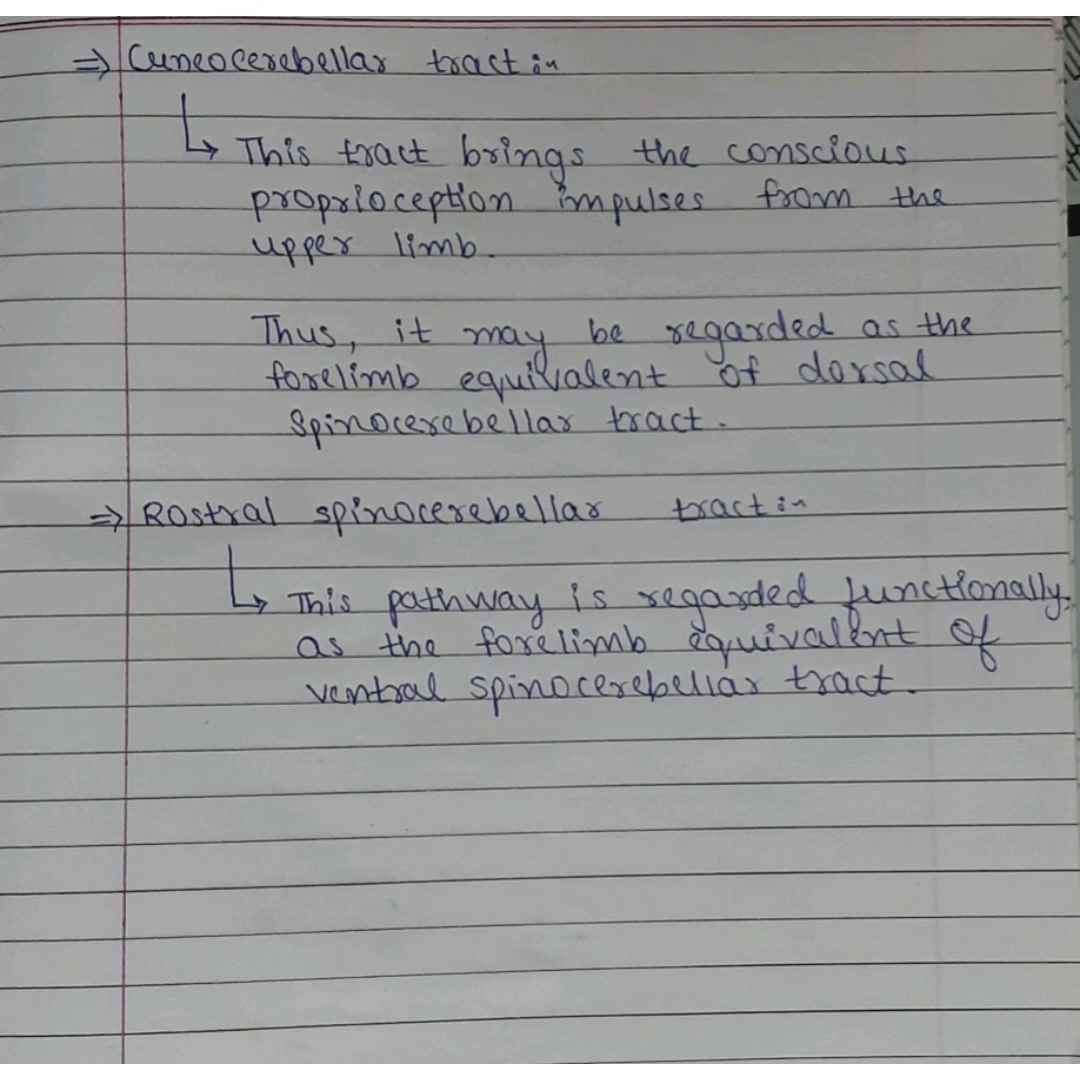 ⇒ Cuneocerebellar tract :-
↳ This tract brings the conscious
proprioception impulses from the
upper limb.
Thus, it may be regarded as the
forelimb equivalent of dorsal
Spinocerebellar tract.
⇒ Rostral spinocerebellar tract :-
↳ This pathway is regarded functionally,
as the forelimb equivalent of
ventral spinocerebellar tract.